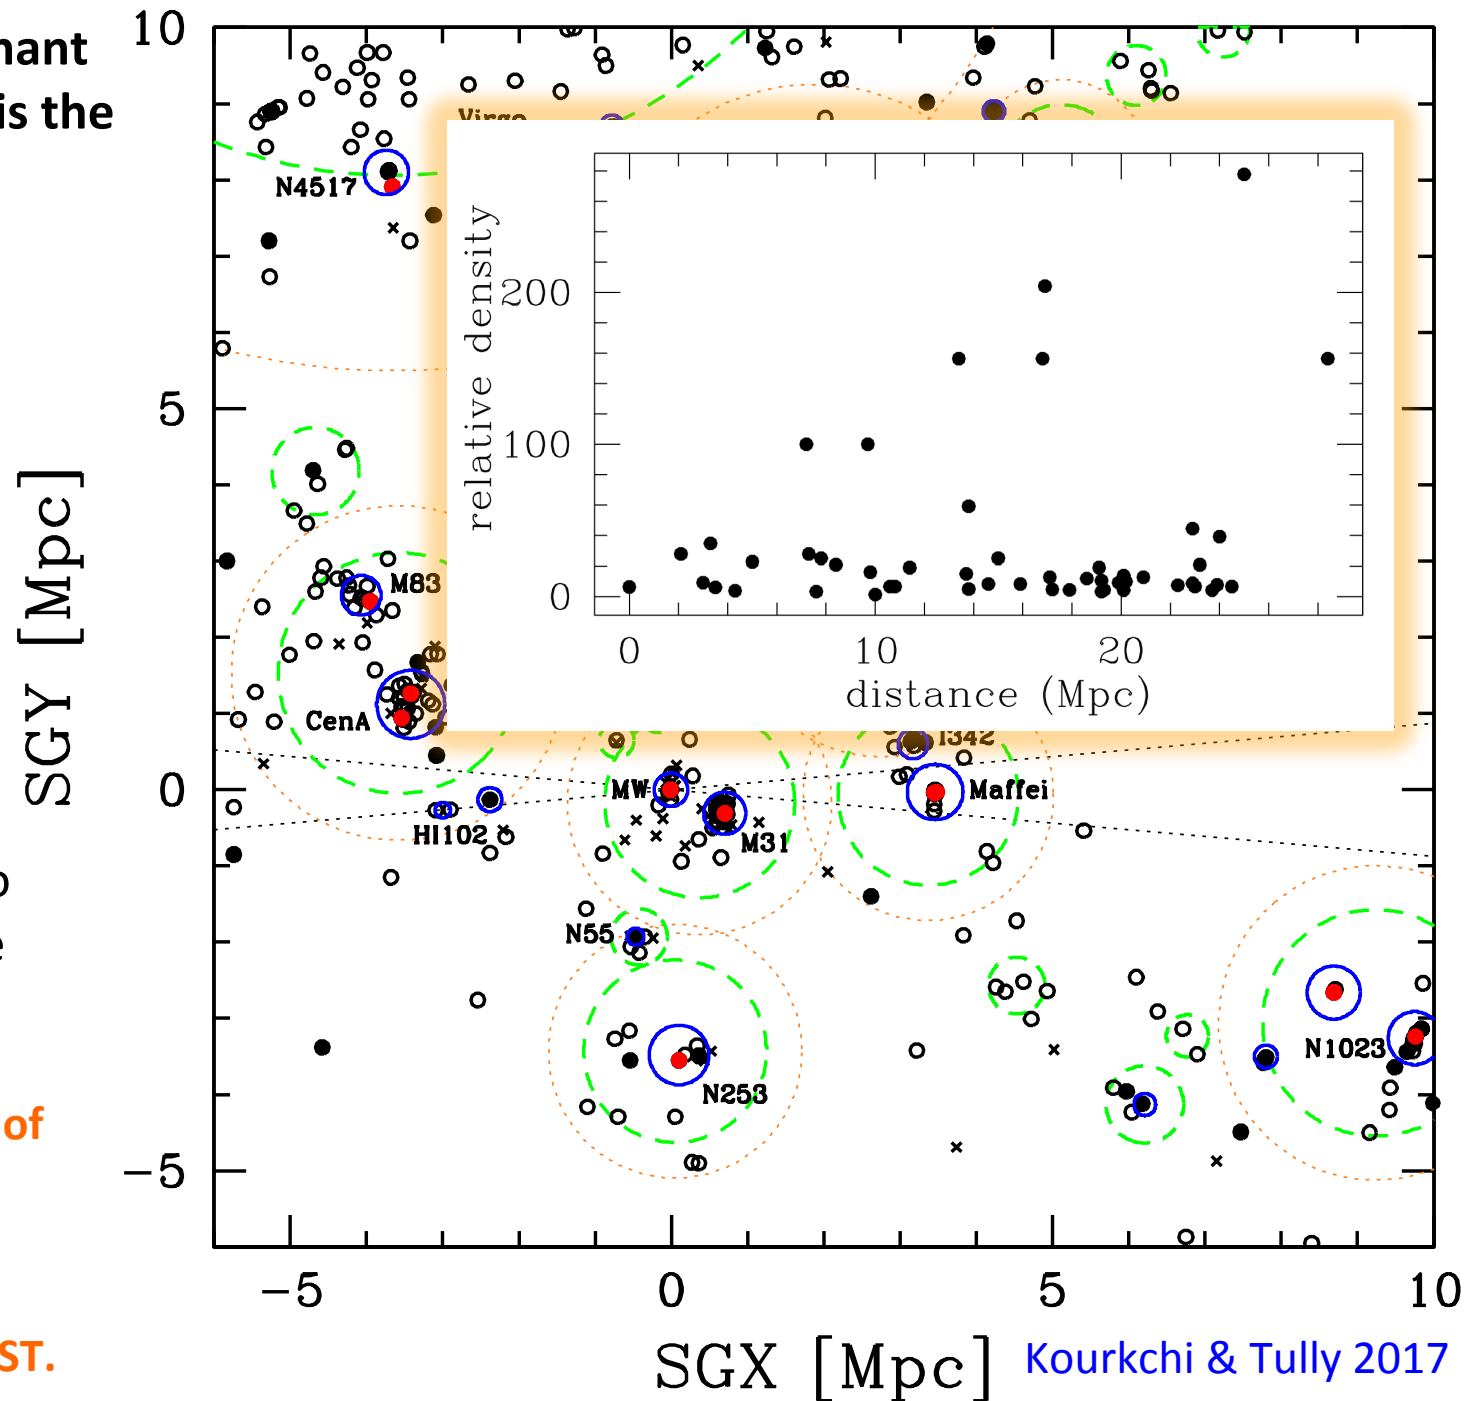 nant
is the
o
e
of
ST.
10
5
0
−5
SGY [Mpc]
Virgo
N4517
M83
CenA
HI102
MW
M31
I342
Maffei
N55
N253
N1023
relative density
200
100
0
0 10 20
distance (Mpc)
−5 0 5 10
SGX [Mpc]
Kourkchi & Tully 2017